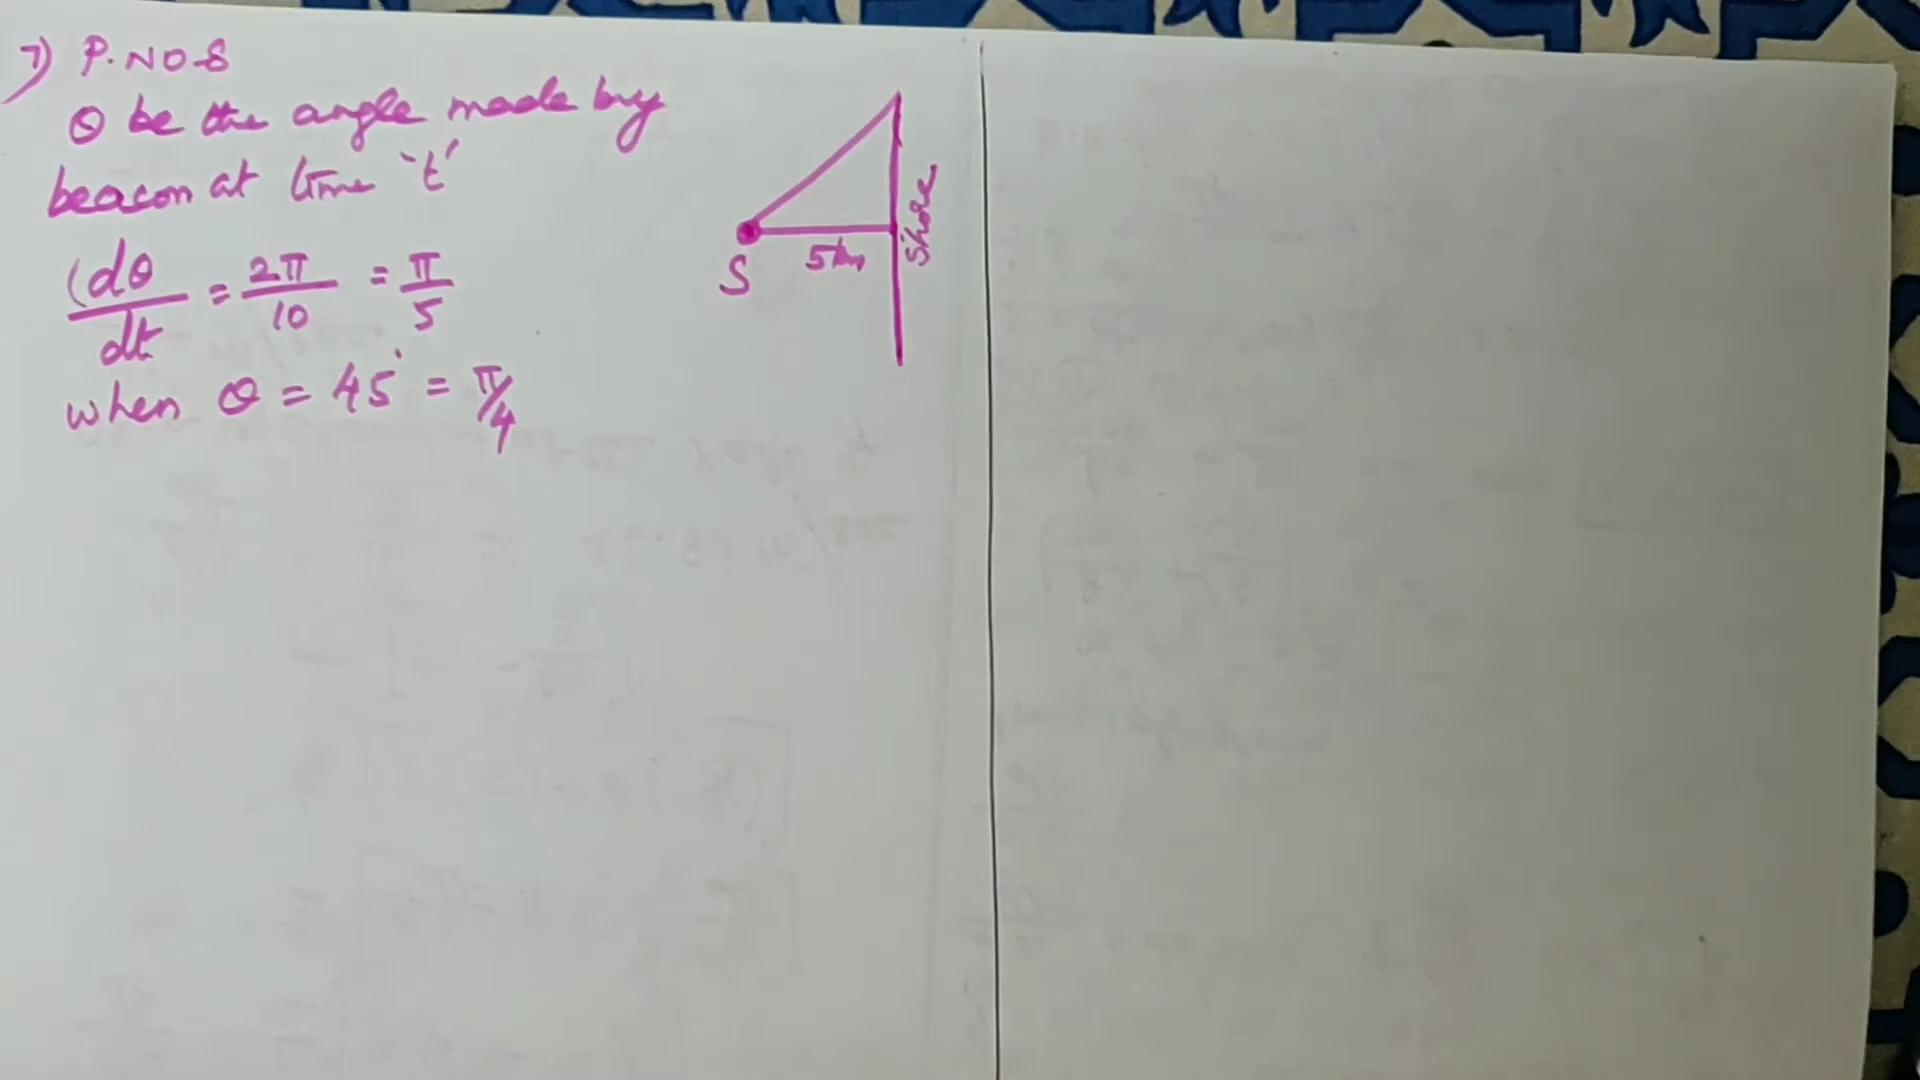 7) P.NO 8
θ be the angle made by
beacon at time 't'
(dθ/dt = 2π/10 = π/5
when θ = 45° = π/4
S
5km
Shore